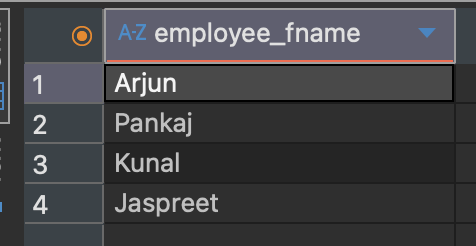 A-Z employee_fname
1 Arjun
2 Pankaj
3 Kunal
4 Jaspreet